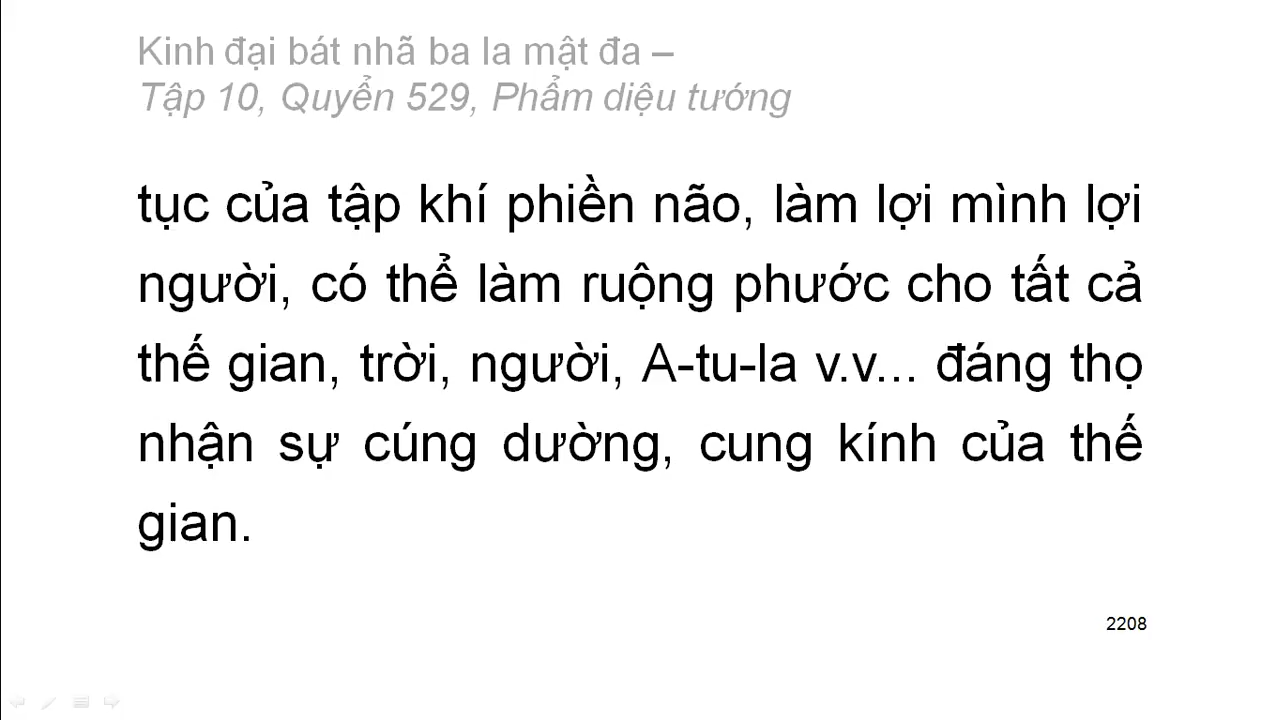 Kinh đại bát nhã ba la mật đa –
Tập 10, Quyển 529, Phẩm diệu tướng
tục của tập khí phiền não, làm lợi mình lợi
người, có thể làm ruộng phước cho tất cả
thế gian, trời, người, A-tu-la v.v... đáng thọ
nhận sự cúng dường, cung kính của thế
gian.
2208